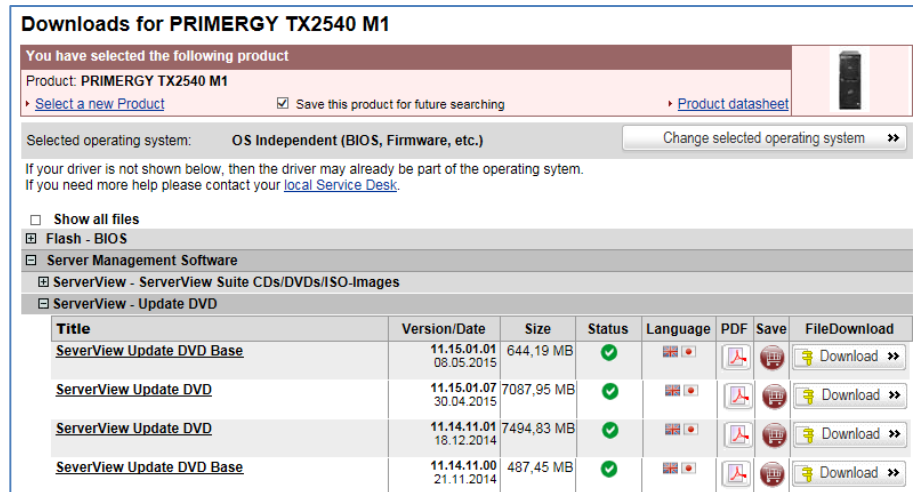 Downloads for PRIMERGY TX2540 M1
You have selected the following product
Product: PRIMERGY TX2540 M1
Select a new Product Save this product for future searching Product datasheet
Selected operating system: OS Independent (BIOS, Firmware, etc.) Change selected operating system
If your driver is not shown below, then the driver may already be part of the operating sytem.
If you need more help please contact your local Service Desk.
Show all files
Flash - BIOS
Server Management Software
ServerView - ServerView Suite CDs/DVDs/ISO-Images
ServerView - Update DVD
Title Version/Date Size Status Language PDF Save FileDownload
SeverView Update DVD Base 11.15.01.01 644,19 MB Download
08.05.2015
ServerView Update DVD 11.15.01.07 7087,95 MB Download
30.04.2015
ServerView Update DVD 11.14.11.01 7494,83 MB Download
18.12.2014
SeverView Update DVD Base 11.14.11.00 487,45 MB Download
21.11.2014